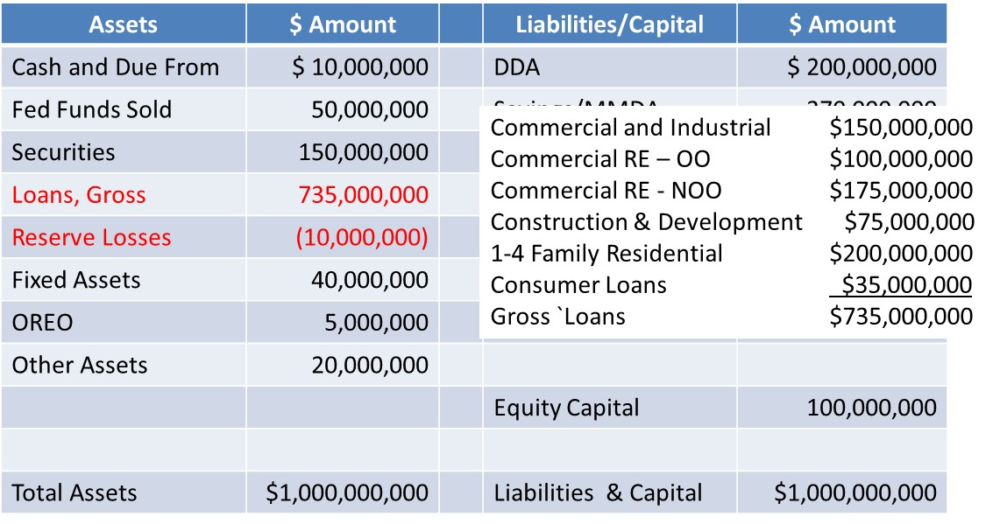 Assets $ Amount Liabilities/Capital $ Amount
Cash and Due From $ 10,000,000 DDA $ 200,000,000
Fed Funds Sold 50,000,000 Savings/MMDA
Securities 150,000,000
Loans, Gross 735,000,000
Reserve Losses (10,000,000)
Fixed Assets 40,000,000
OREO 5,000,000
Other Assets 20,000,000
Commercial and Industrial $150,000,000
Commercial RE – OO $100,000,000
Commercial RE - NOO $175,000,000
Construction & Development $75,000,000
1-4 Family Residential $200,000,000
Consumer Loans $35,000,000
Gross `Loans $735,000,000
Equity Capital 100,000,000
Total Assets $1,000,000,000 Liabilities & Capital $1,000,000,000